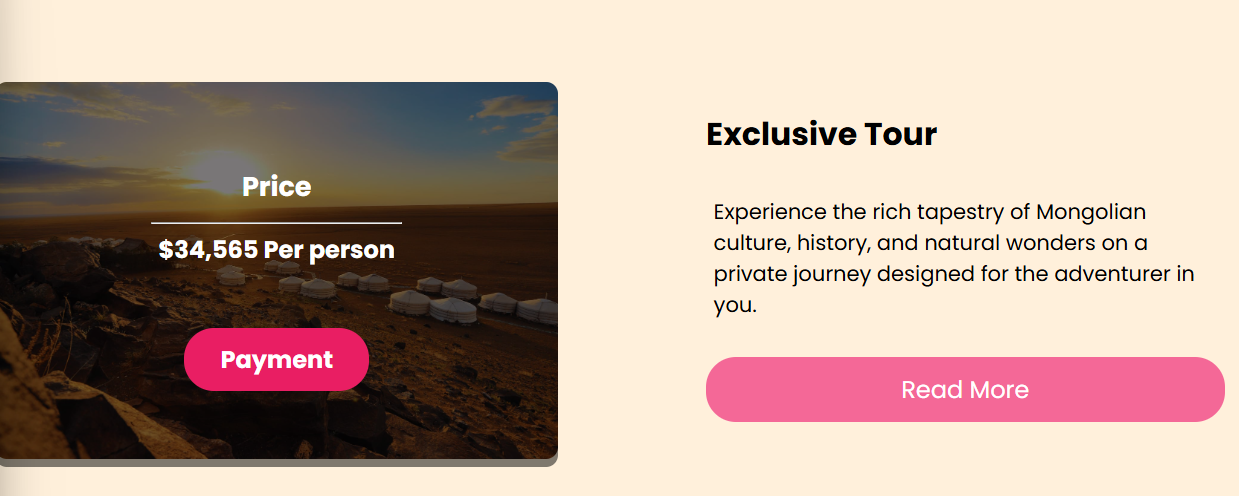 Price
$34,565 Per person
Payment
Exclusive Tour
Experience the rich tapestry of Mongolian
culture, history, and natural wonders on a
private journey designed for the adventurer in
you.
Read More